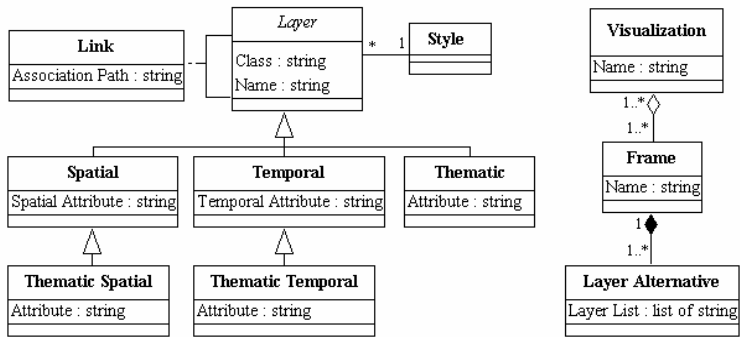 Layer
Class : string
Name : string
Link
Association Path : string
* 1
Style
Visualization
Name : string
1..*
1..*
Frame
Name : string
1
1..*
Layer Alternative
Layer List : list of string
Spatial
Spatial Attribute : string
Temporal
Temporal Attribute : string
Thematic
Attribute : string
Thematic Spatial
Attribute : string
Thematic Temporal
Attribute : string